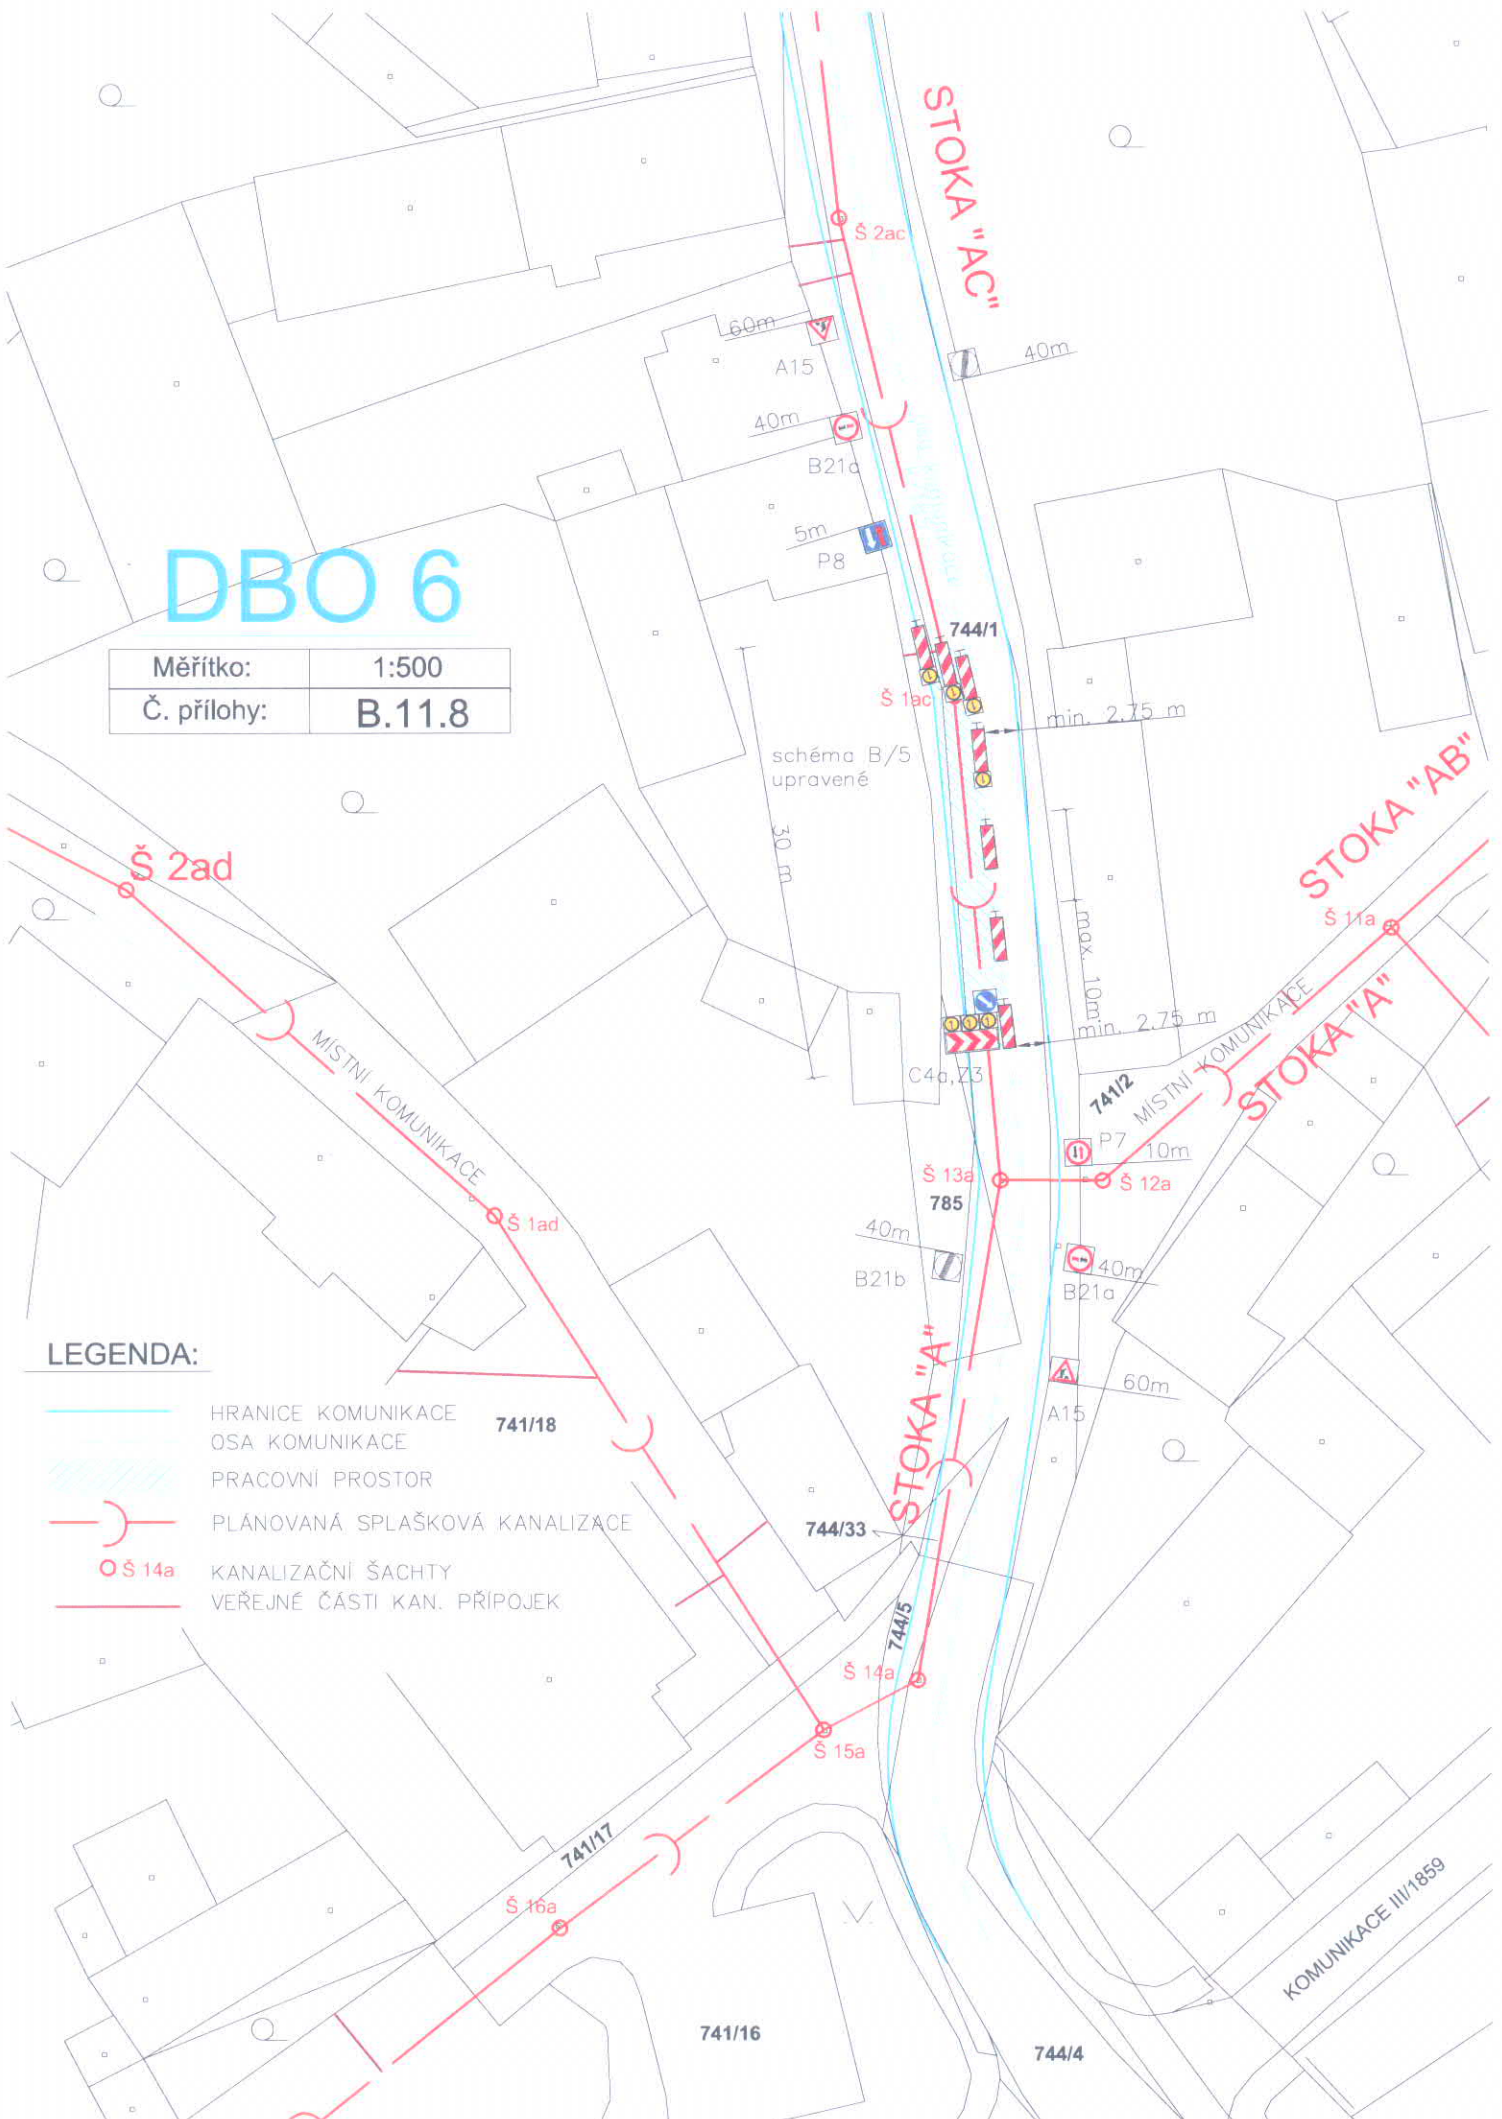 STOKA "AC"
Š 2ac
60m
A15
40m
40m
B21a
5m
P8
DBO 6
Měřítko:
1:500
Č. přílohy:
B.11.8
744/1
Š 1ac
min. 2.75 m
schéma B/5
upravené
30 m
STOKA "AB"
Š 2ad
Š 11a
max. 10m
min. 2.75 m
MÍSTNÍ KOMUNIKACE
STOKA "A"
C4a,Z3
741/2
MÍSTNÍ KOMUNIKACE
P7
10m
Š 13a
Š 12a
785
Š 1ad
40m
B21b
40m
B21a
STOKA "A"
60m
A15
LEGENDA:
HRANICE KOMUNIKACE
OSA KOMUNIKACE
741/18
PRACOVNÍ PROSTOR
PLÁNOVANÁ SPLAŠKOVÁ KANALIZACE
744/33
Š 14a
KANALIZAČNÍ ŠACHTY
VEŘEJNÉ ČÁSTI KAN. PŘÍPOJEK
744/5
Š 14a
Š 15a
741/17
Š 16a
KOMUNIKACE III/1859
741/16
744/4